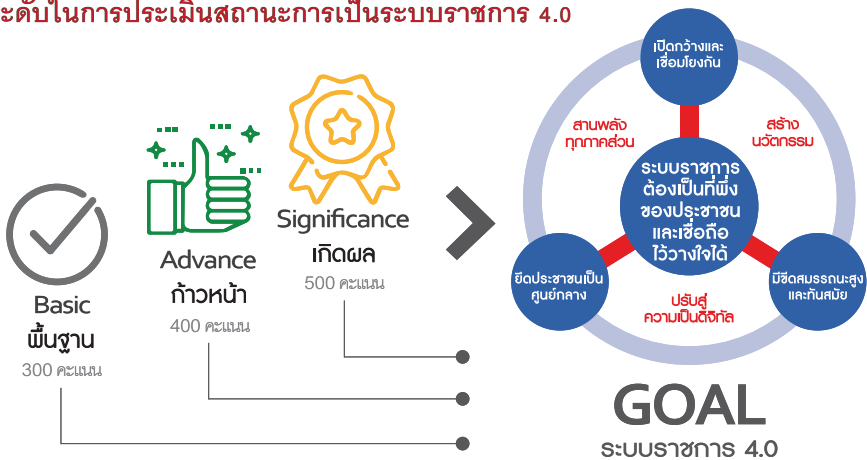 ะดับในการประเมินสถานะการเป็นระบบราชการ 4.0
Basic
พื้นฐาน
300 คะแนน
Advance
ก้าวหน้า
400 คะแนน
Significance
เกิดผล
500 คะแนน
เปิดกว้างและ
เชื่อมโยงกัน
สานพลัง
ทุกภาคส่วน
สร้าง
นวัตกรรม
ระบบราชการ
ต้องเป็นที่พึ่ง
ของประชาชน
และเชื่อถือ
ไว้วางใจได้
ยึดประชาชนเป็น
ศูนย์กลาง
มีขีดสมรรถนะสูง
และทันสมัย
ปรับสู่
ความเป็นดิจิทัล
GOAL
ระบบราชการ 4.0